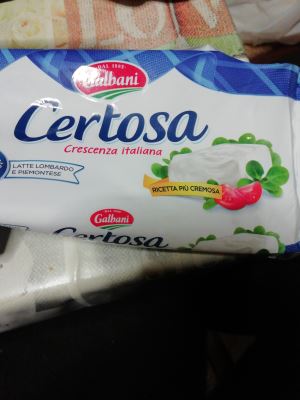 DAL 1882
Galbani
Certosa
Crescenza italiana
LATTE LOMBARDO
E PIEMONTESE
RICETTA PIÙ CREMOSA
Galbani
Certosa